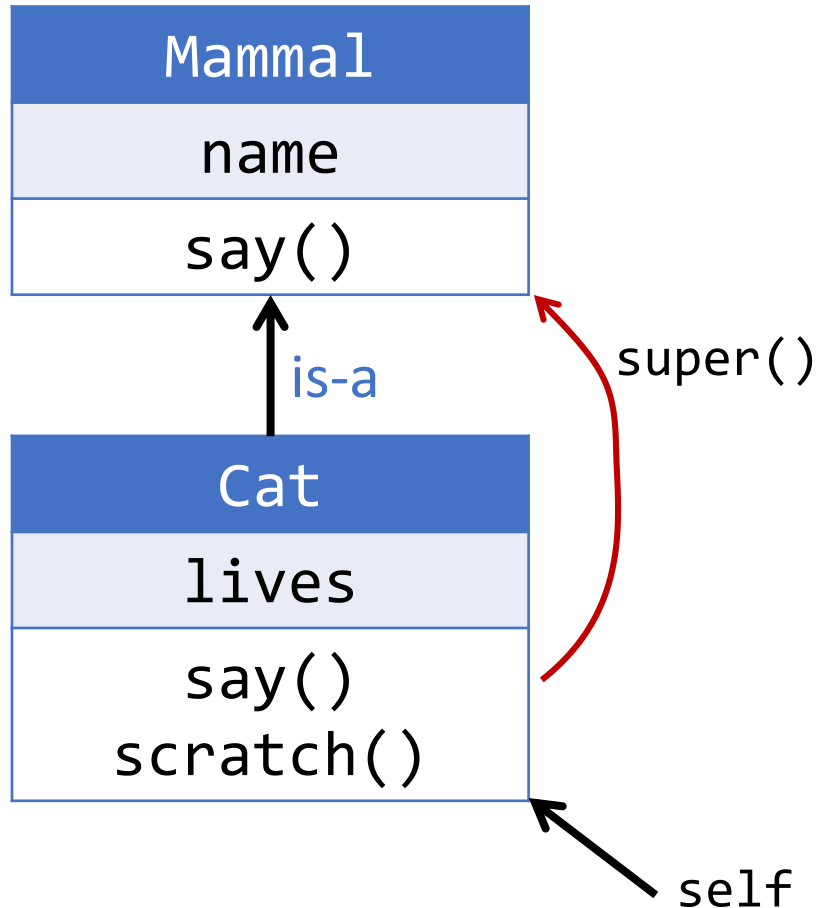 Mammal
name
say()
super()
is-a
Cat
lives
say()
scratch()
self